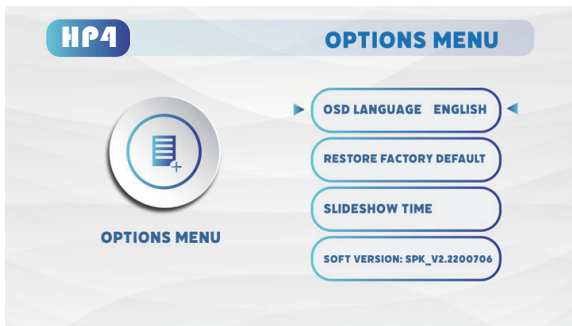 HP4
OPTIONS MENU
OSD LANGUAGE ENGLISH
RESTORE FACTORY DEFAULT
SLIDESHOW TIME
SOFT VERSION: SPK_V2.2200706
OPTIONS MENU